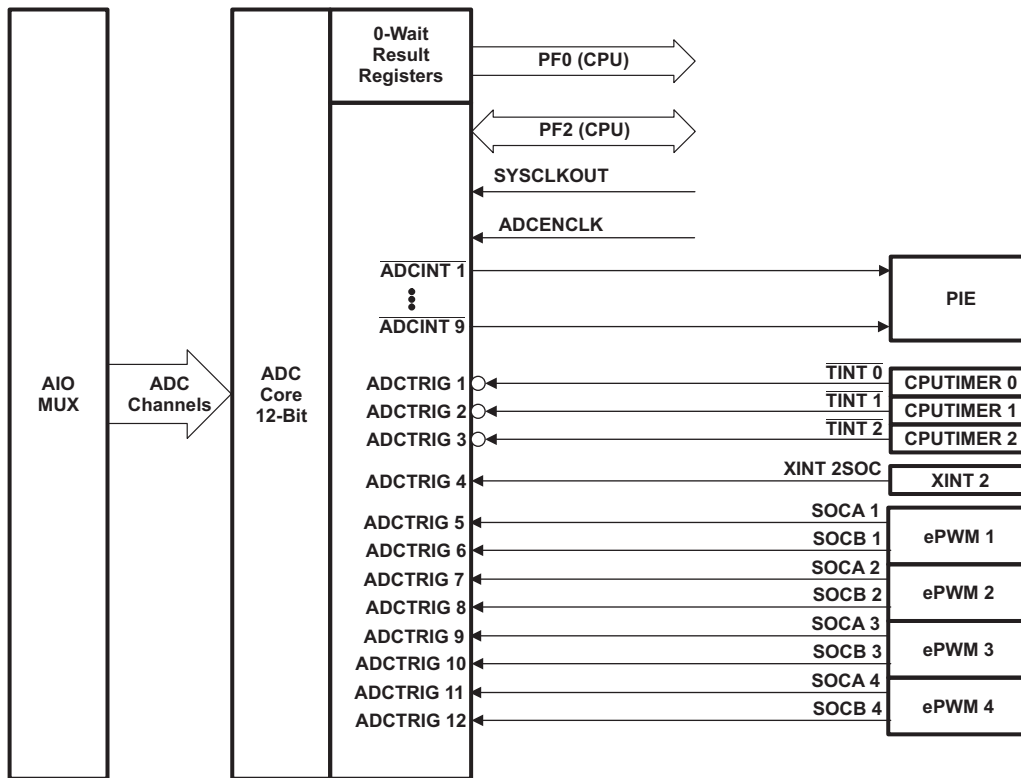 0-Wait
Result
Registers
PF0 (CPU)
PF2 (CPU)
SYSCLKOUT
ADCENCLK
ADCINT 1
PIE
ADCINT 9
AIO
MUX
ADC
Channels
ADC
Core
12-Bit
ADCTRIG 1
TINT 0
CPUTIMER 0
ADCTRIG 2
TINT 1
CPUTIMER 1
ADCTRIG 3
TINT 2
CPUTIMER 2
ADCTRIG 4
XINT 2SOC
XINT 2
ADCTRIG 5
SOCA 1
ePWM 1
ADCTRIG 6
SOCB 1
ADCTRIG 7
SOCA 2
ePWM 2
ADCTRIG 8
SOCB 2
ADCTRIG 9
SOCA 3
ePWM 3
ADCTRIG 10
SOCB 3
ADCTRIG 11
SOCA 4
ePWM 4
ADCTRIG 12
SOCB 4